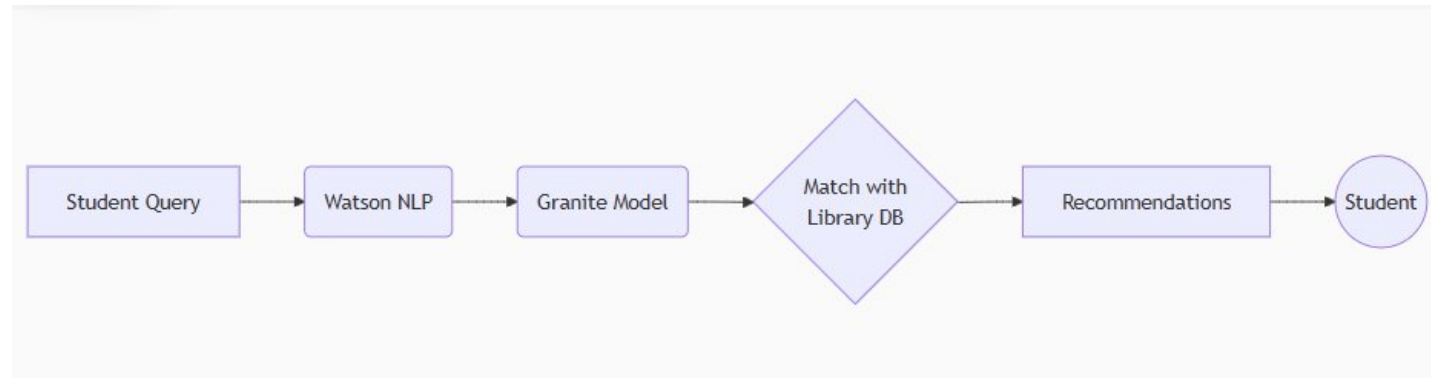 Student Query
Watson NLP
Granite Model
Match with
Library DB
Recommendations
Student